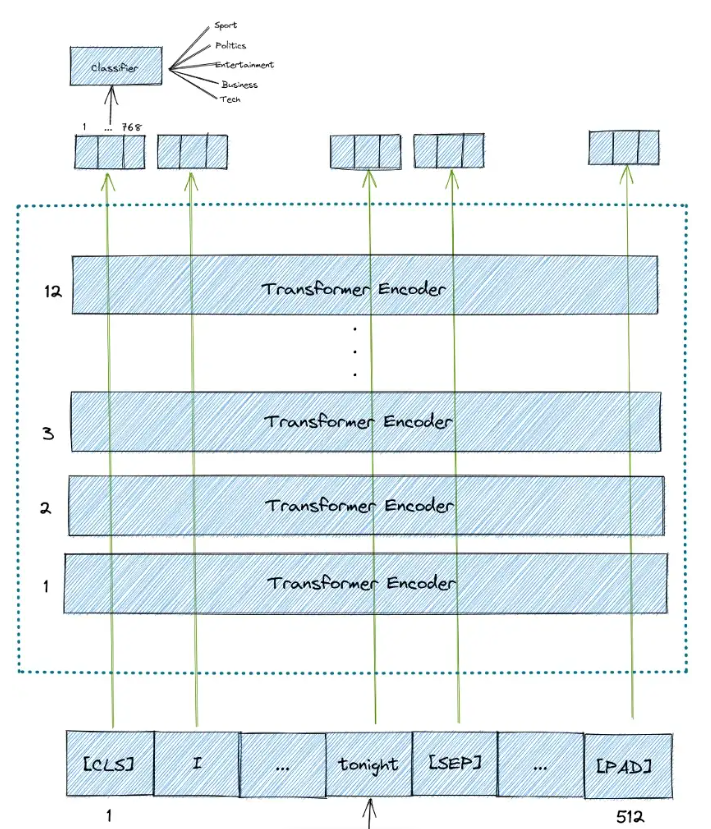 Sport
Politics
Classifier
Entertainment
Business
Tech
1 ... 768
12 Transformer Encoder
.
.
.
3 Transformer Encoder
2 Transformer Encoder
1 Transformer Encoder
[CLS] I ... tonight [SEP] ... [PAD]
1 512